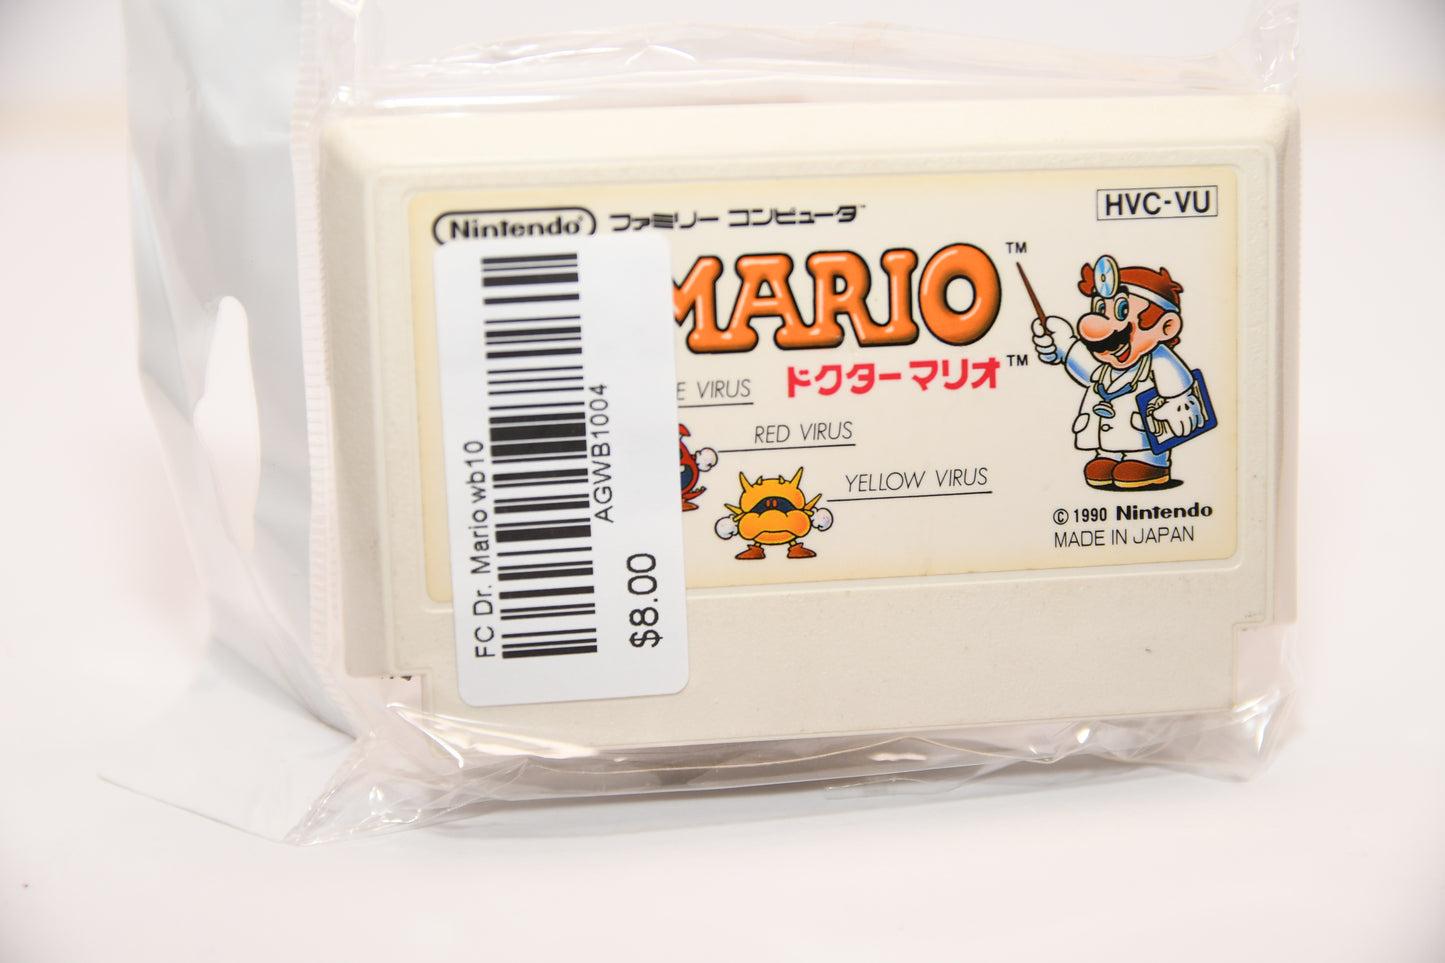 Nintendo® ファミリー コンピュータ™
HVC-VU
MARIO™
ドクターマリオ™
E VIRUS
RED VIRUS
YELLOW VIRUS
© 1990 Nintendo
MADE IN JAPAN
FC Dr. Mario wb10
AGWB1004
$8.00